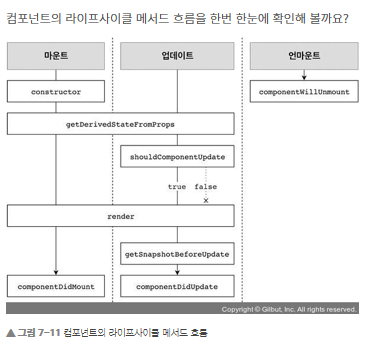 컴포넌트의 라이프사이클 메서드 흐름을 한번 한눈에 확인해 볼까요?
마운트
업데이트
언마운트
constructor
componentWillUnmount
getDerivedStateFromProps
shouldComponentUpdate
true false
x
render
getSnapshotBeforeUpdate
componentDidMount
componentDidUpdate
Copyright © Gilbut, Inc. All rights reserved.
▲ 그림 7-11 컴포넌트의 라이프사이클 메서드 흐름